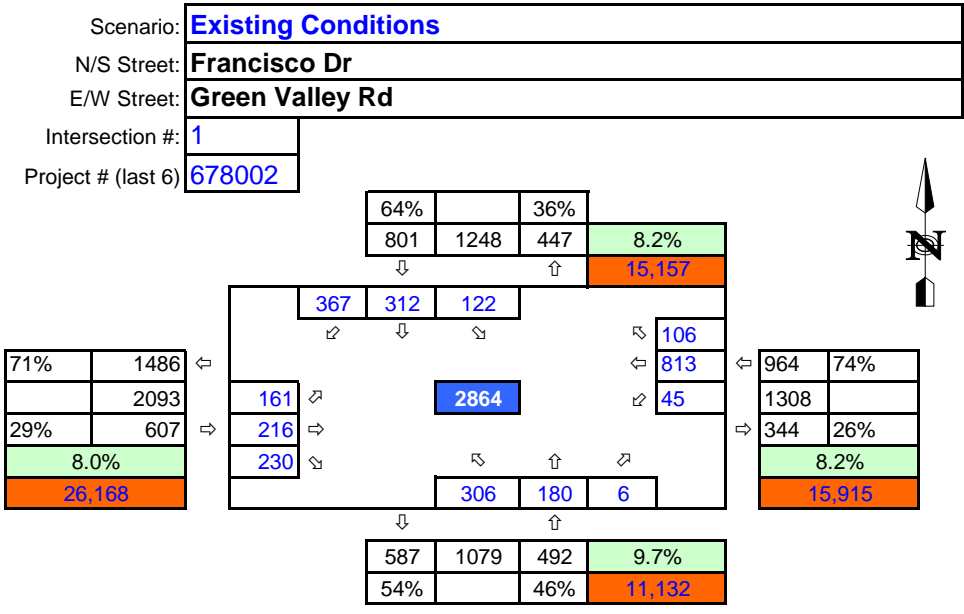 Scenario: Existing Conditions
N/S Street: Francisco Dr
E/W Street: Green Valley Rd
Intersection #: 1
Project # (last 6) 678002
64% 36%
801 1248 447 8.2%
⇩ ⇧ 15,157
N
367 312 122
⬃ ⇩ ⬂ ⬁ 106
71% 1486 ⇦ ⇦ 813 ⇦ 964 74%
2093 161 ⬀ 2864 ⬃ 45 1308
29% 607 ⇨ 216 ⇨ ⇨ 344 26%
8.0% 230 ⬂ ⬁ ⇧ ⬀ 8.2%
26,168 306 180 6 15,915
⇩ ⇧
587 1079 492 9.7%
54% 46% 11,132